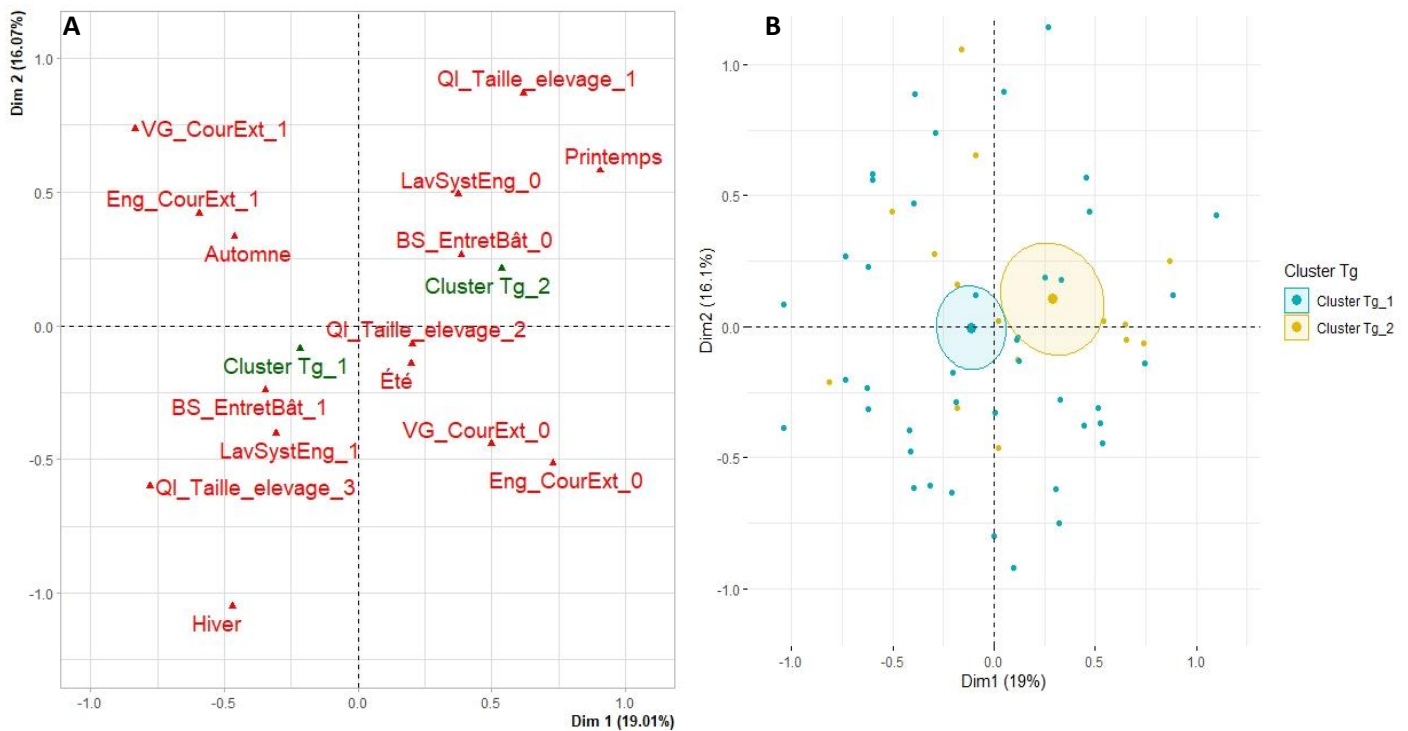 A
Dim 2 (16.07%)
1.0
0.5
0.0
-0.5
-1.0
QI_Taille_elevage_1
VG_CourExt_1
Printemps
LavSystEng_0
Eng_CourExt_1
BS_EntretBât_0
Automne
Cluster Tg_2
QI_Taille_elevage_2
Cluster Tg_1
Été
BS_EntretBât_1
VG_CourExt_0
LavSystEng_1
Eng_CourExt_0
QI_Taille_elevage_3
Hiver
-1.0
-0.5
0.0
0.5
1.0
Dim 1 (19.01%)
B
Dim2 (16.1%)
1.0
0.5
0.0
-0.5
-1.0
-1.0
-0.5
0.0
0.5
1.0
Dim1 (19%)
Cluster Tg
Cluster Tg_1
Cluster Tg_2